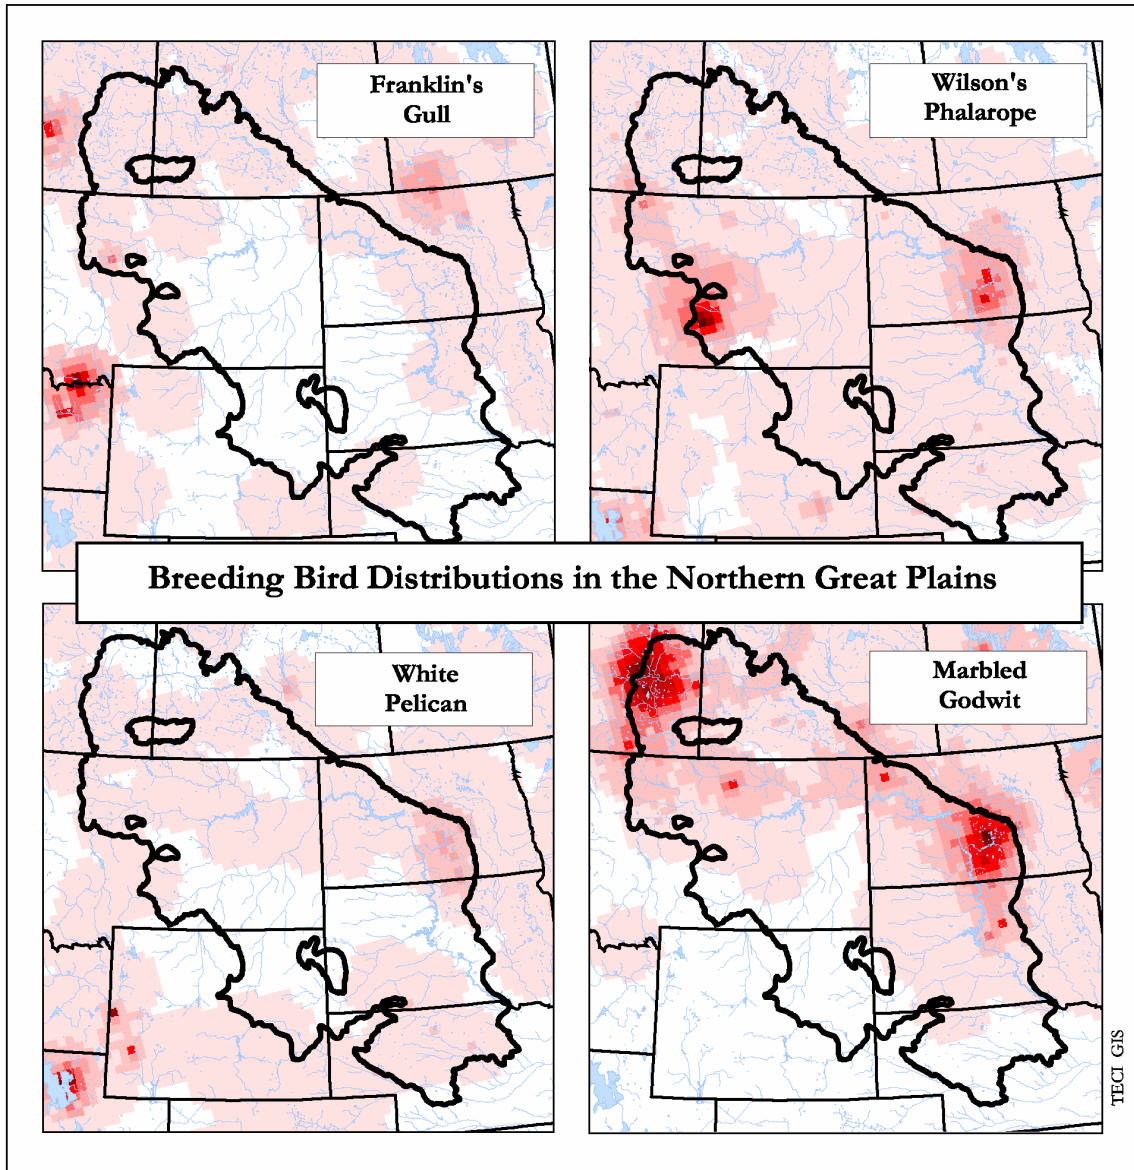 Franklin's
Gull
Wilson's
Phalarope
Breeding Bird Distributions in the Northern Great Plains
White
Pelican
Marbled
Godwit
TECI GIS